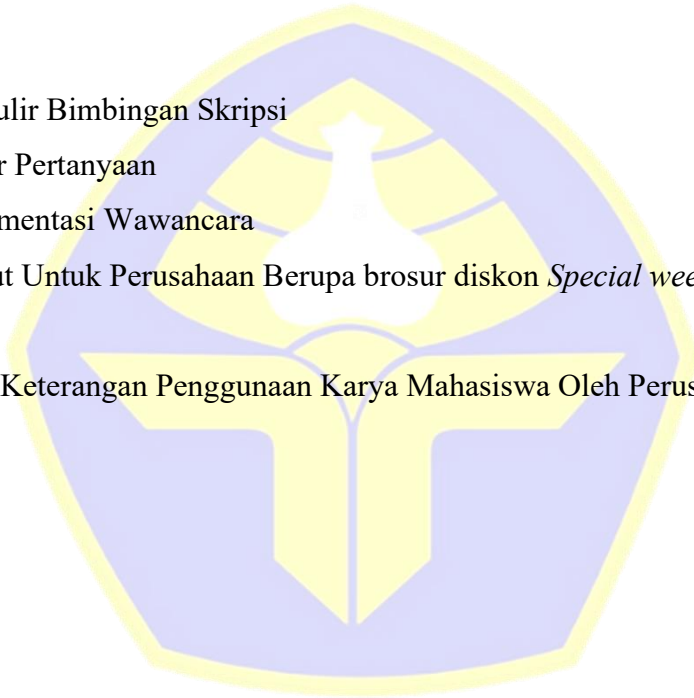 ulir Bimbingan Skripsi
r Pertanyaan
mentasi Wawancara
ut Untuk Perusahaan Berupa brosur diskon Special wee
Keterangan Penggunaan Karya Mahasiswa Oleh Perus